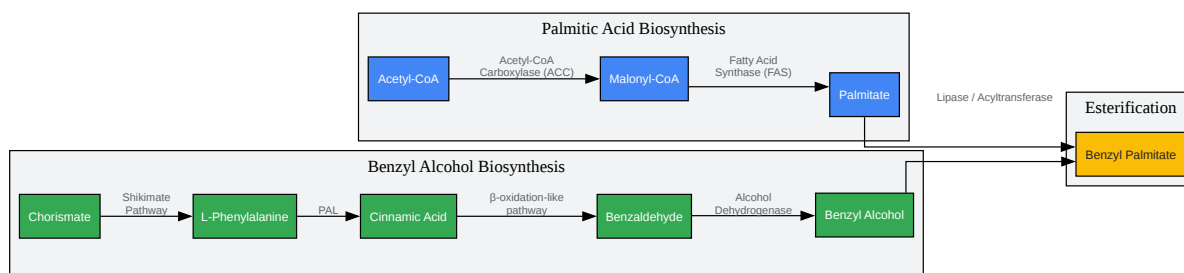 Palmitic Acid Biosynthesis
Acetyl-CoA
Acetyl-CoA
Carboxylase (ACC)
Malonyl-CoA
Fatty Acid
Synthase (FAS)
Palmitate
Lipase / Acyltransferase
Esterification
Benzyl Palmitate
Benzyl Alcohol Biosynthesis
Chorismate
Shikimate
Pathway
L-Phenylalanine
PAL
Cinnamic Acid
β-oxidation-like
pathway
Benzaldehyde
Alcohol
Dehydrogenase
Benzyl Alcohol